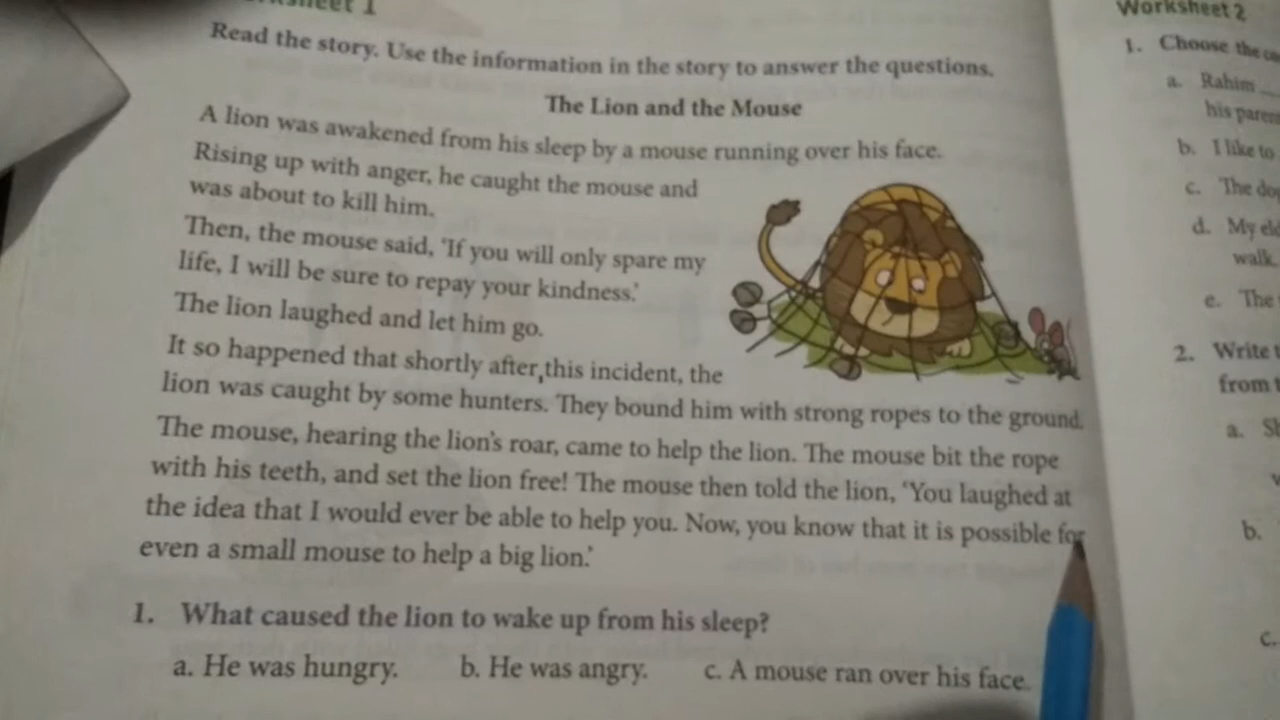 Worksheet 2
Read the story. Use the information in the story to answer the questions.
The Lion and the Mouse
A lion was awakened from his sleep by a mouse running over his face.
Rising up with anger, he caught the mouse and
was about to kill him.
Then, the mouse said, 'If you will only spare my
life, I will be sure to repay your kindness.'
The lion laughed and let him go.
It so happened that shortly after, this incident, the
lion was caught by some hunters. They bound him with strong ropes to the ground.
The mouse, hearing the lion's roar, came to help the lion. The mouse bit the rope
with his teeth, and set the lion free! The mouse then told the lion, 'You laughed at
the idea that I would ever be able to help you. Now, you know that it is possible for
even a small mouse to help a big lion.'
1. What caused the lion to wake up from his sleep?
a. He was hungry. b. He was angry. c. A mouse ran over his face.
1. Choose the
a. Rahim
his
b. I like to
c. The
d. My
walk.
e. The
2. Write
from
a.
b.
c.